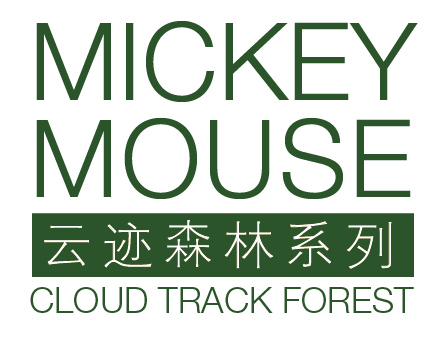 MICKEY
MOUSE
云迹森林系列
CLOUD TRACK FOREST